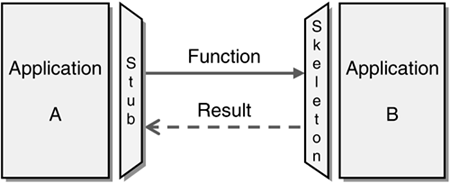 Application
A
Stub
Function
Result
Skeleton
Application
B